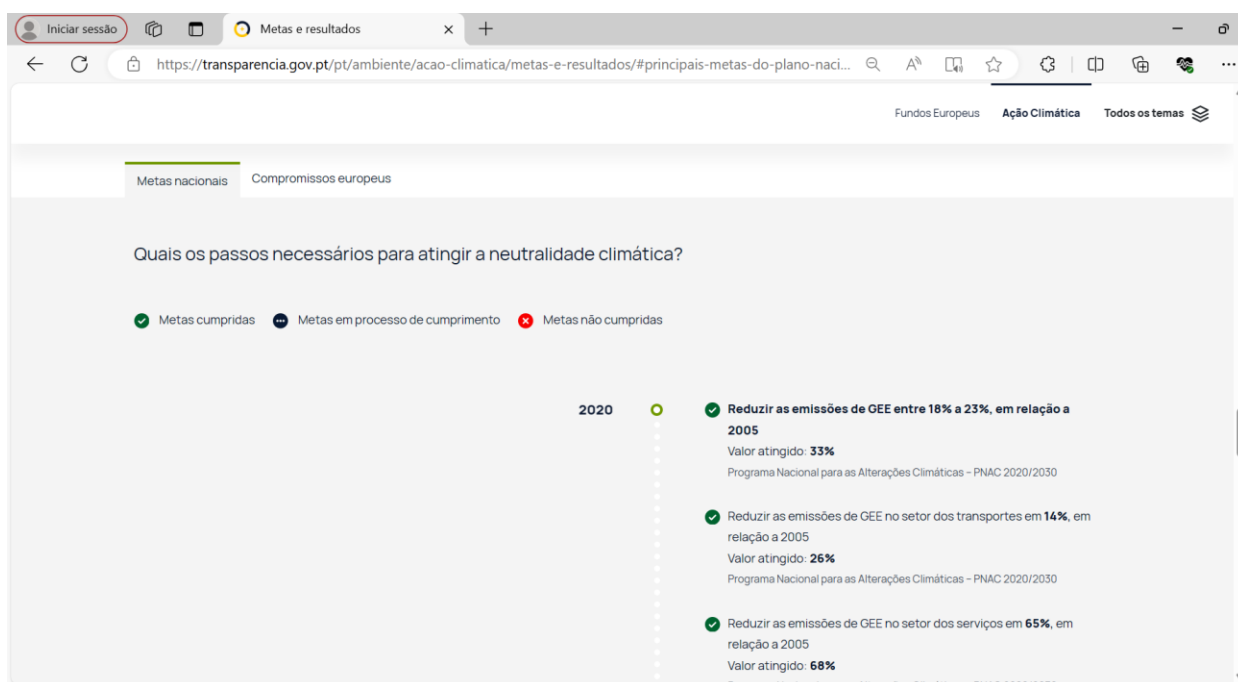 Iniciar sessão
Metas e resultados
https://transparencia.gov.pt/pt/ambiente/acao-climatica/metas-e-resultados/#principais-metas-do-plano-naci...
Fundos Europeus Ação Climática Todos os temas
Metas nacionais Compromissos europeus
Quais os passos necessários para atingir a neutralidade climática?
Metas cumpridas Metas em processo de cumprimento Metas não cumpridas
2020
Reduzir as emissões de GEE entre 18% a 23%, em relação a
2005
Valor atingido: 33%
Programa Nacional para as Alterações Climáticas – PNAC 2020/2030
Reduzir as emissões de GEE no setor dos transportes em 14%, em
relação a 2005
Valor atingido: 26%
Programa Nacional para as Alterações Climáticas – PNAC 2020/2030
Reduzir as emissões de GEE no setor dos serviços em 65%, em
relação a 2005
Valor atingido: 68%